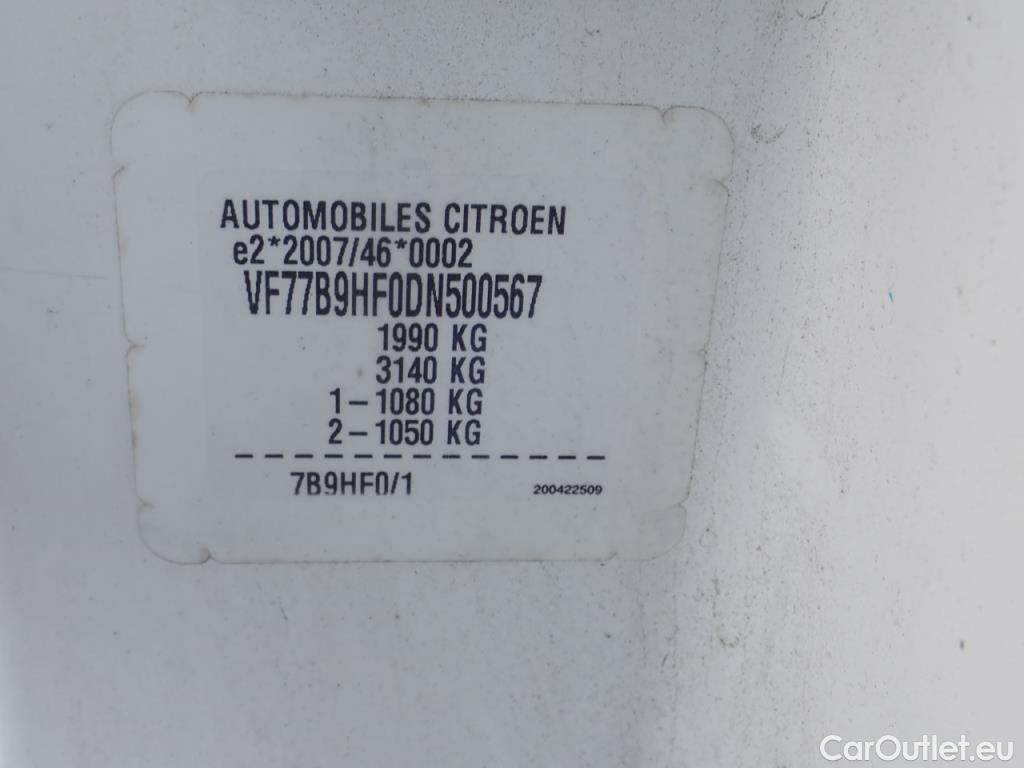 AUTOMOBILES CITROEN
e2*2007/46*0002
VF77B9HF0DN500567
1990 KG
3140 KG
1-1080 KG
2-1050 KG
7B9HF0/1
200422509
CarOutlet.eu